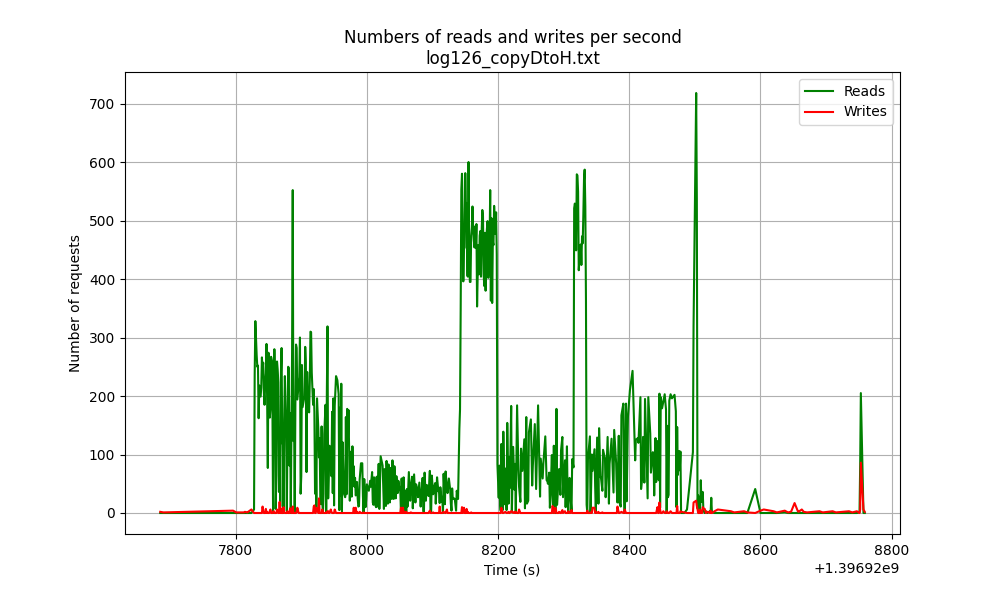 Numbers of reads and writes per second
log126_copyDtoH.txt
Reads
Writes
700
600
500
400
300
200
100
0
Number of requests
7800 8000 8200 8400 8600 8800
Time (s)
+1.39692e9